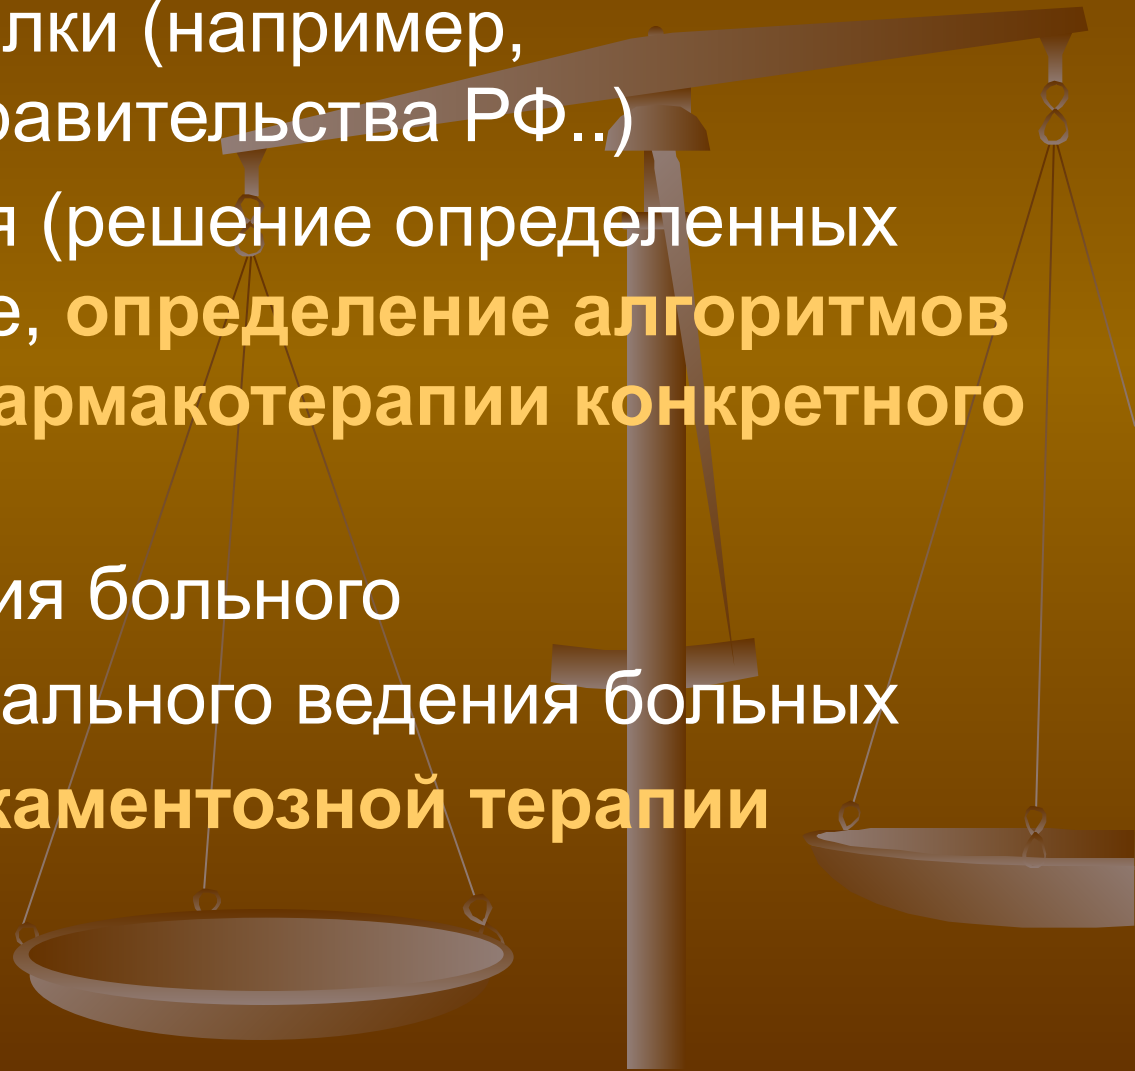 лки (например,
равительства РФ..)
я (решение определенных
е, определение алгоритмов
армакотерапии конкретного
ия больного
ального ведения больных
каментозной терапии